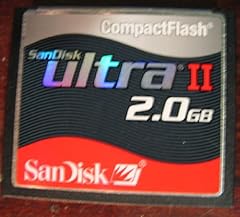 CompactFlash®
SanDisk
ultra® II
2.0GB
SanDisk